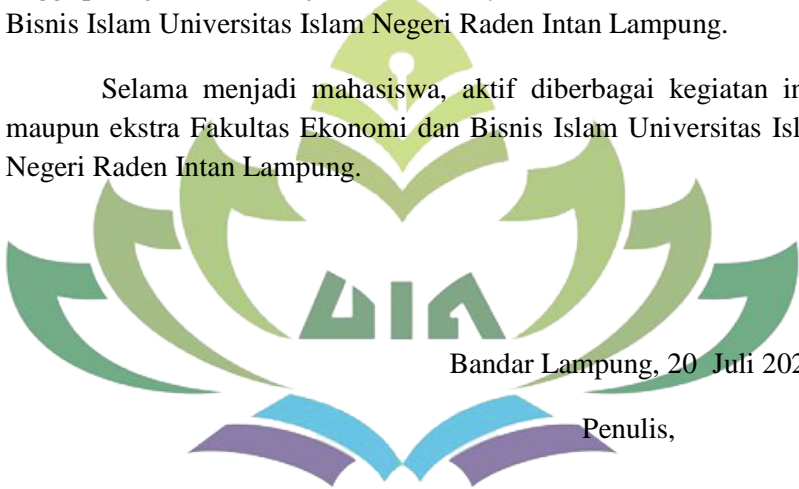 Bisnis Islam Universitas Islam Negeri Raden Intan Lampung.
Selama menjadi mahasiswa, aktif diberbagai kegiatan
maupun ekstra Fakultas Ekonomi dan Bisnis Islam Universitas
Negeri Raden Intan Lampung.
UIN
Bandar Lampung, 20 Juli
Penulis,